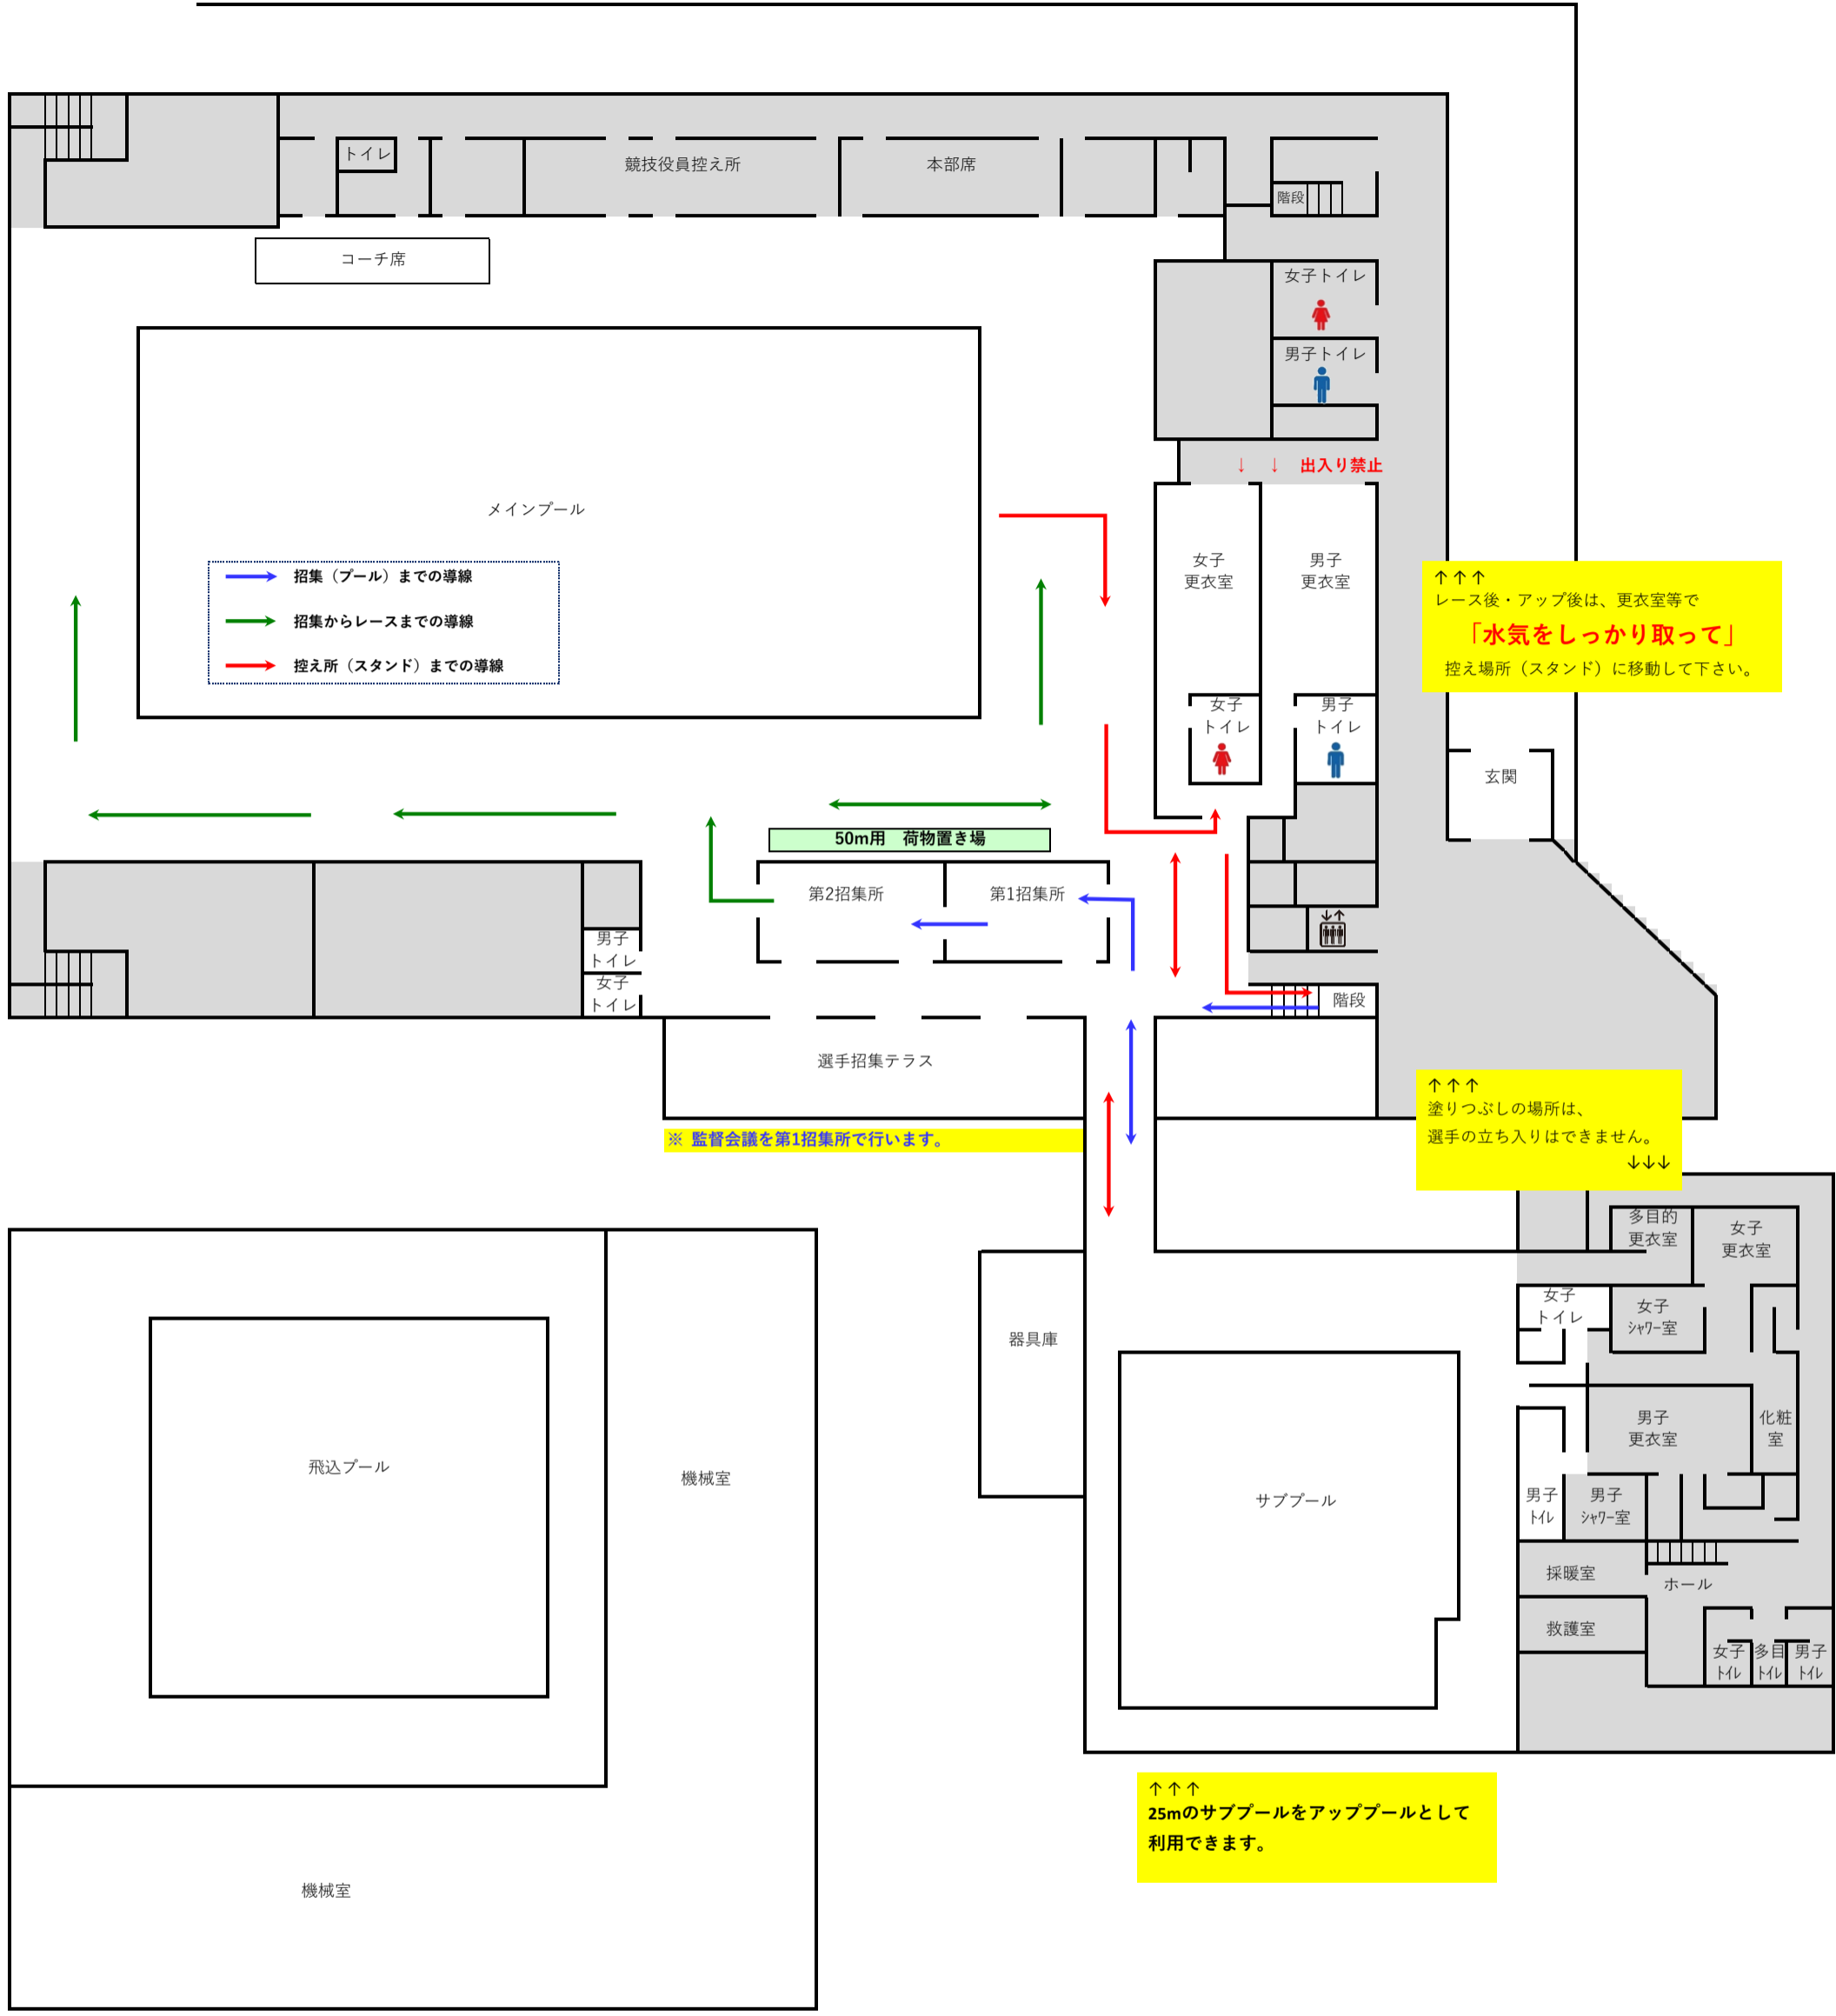 トイレ
競技役員控え所
本部席
階段
コーチ席
女子トイレ
男子トイレ
↓ ↓ 出入り禁止
メインプール
招集（プール）までの導線
招集からレースまでの導線
控え所（スタンド）までの導線
女子
更衣室
男子
更衣室
↑↑↑
レース後・アップ後は、更衣室等で
「水気をしっかり取って」
控え場所（スタンド）に移動して下さい。
女子
トイレ
男子
トイレ
玄関
50m用　荷物置き場
第2招集所
第1招集所
男子
トイレ
女子
トイレ
階段
選手招集テラス
↑↑↑
塗りつぶしの場所は、
選手の立ち入りはできません。
↓↓↓
※ 監督会議を第1招集所で行います。
多目的
更衣室
女子
更衣室
女子
トイレ
女子
ｼｬﾜｰ室
器具庫
男子
更衣室
化粧
室
飛込プール
機械室
サブプール
男子
ﾄｲﾚ
男子
ｼｬﾜｰ室
採暖室
ホール
救護室
女子
ﾄｲﾚ
多目
ﾄｲﾚ
男子
ﾄｲﾚ
↑↑↑
25mのサブプールをアッププールとして
利用できます。
機械室